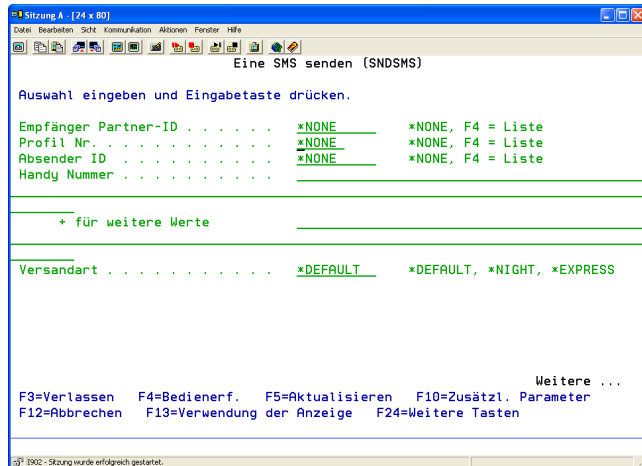 Sitzung A - [24 x 80]
Datei Bearbeiten Sicht Kommunikation Aktionen Fenster Hilfe
Eine SMS senden (SNDSMS)
Auswahl eingeben und Eingabetaste drücken.
Empfänger Partner-ID . . . . . . *NONE *NONE, F4 = Liste
Profil Nr. . . . . . . . . . . . *NONE *NONE, F4 = Liste
Absender ID . . . . . . . . . . *NONE *NONE, F4 = Liste
Handy Nummer . . . . . . . . . .
+ für weitere Werte
Versandart . . . . . . . . . . . *DEFAULT *DEFAULT, *NIGHT, *EXPRESS
Weitere ...
F3=Verlassen F4=Bedienerf. F5=Aktualisieren F10=Zusätzl. Parameter
F12=Abbrechen F13=Verwendung der Anzeige F24=Weitere Tasten
I902 - Sitzung wurde erfolgreich gestartet.